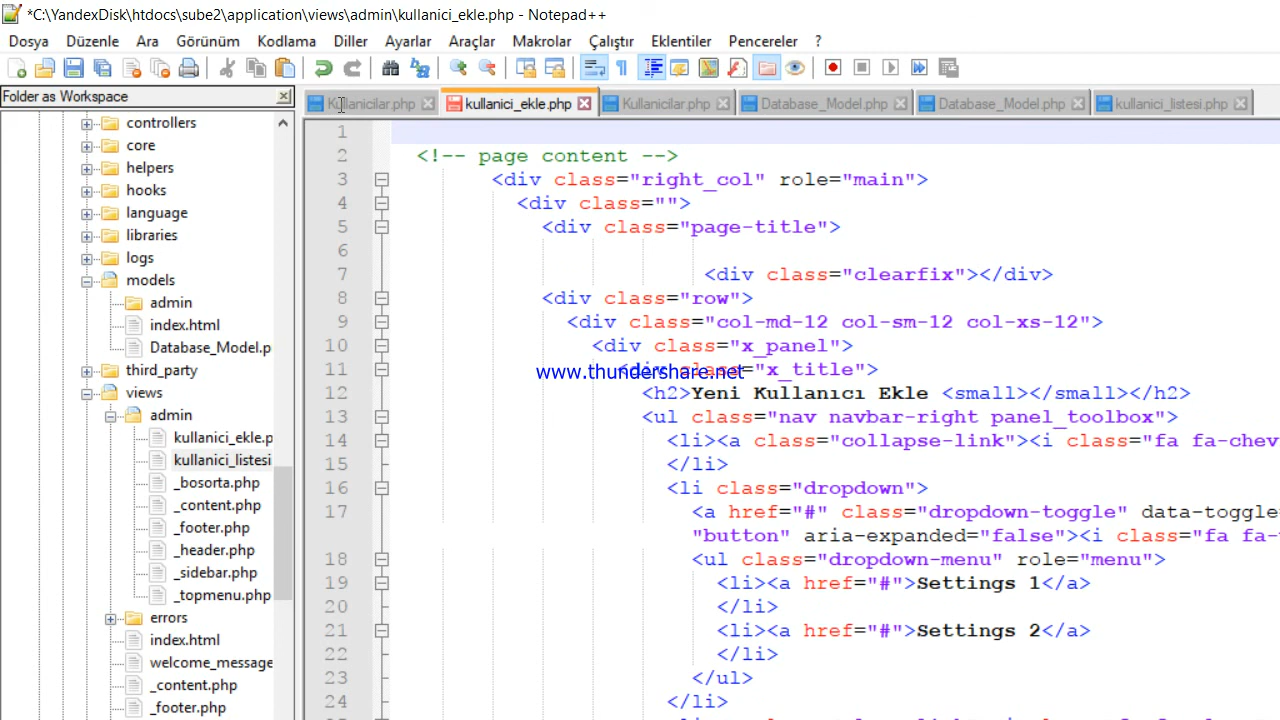 *C:\YandexDisk\htdocs\sube2\application\views\admin\kullanici_ekle.php - Notepad++
Dosya Düzenle Ara Görünüm Kodlama Diller Ayarlar Araçlar Makrolar Çalıştır Eklentiler Pencereler ?
Folder as Workspace
Kullanicilar.php kullanici_ekle.php Kullanicilar.php Database_Model.php Database_Model.php kullanici_listesi.php
controllers
core
helpers
hooks
language
libraries
logs
models
admin
index.html
Database_Model.p
third_party
views
admin
kullanici_ekle.p
kullanici_listesi
_bosorta.php
_content.php
_footer.php
_header.php
_sidebar.php
_topmenu.php
errors
index.html
welcome_message
_content.php
_footer.php
1
2 <!-- page content -->
3 <div class="right_col" role="main">
4 <div class="">
5 <div class="page-title">
6
7 <div class="clearfix"></div>
8 <div class="row">
9 <div class="col-md-12 col-sm-12 col-xs-12">
10 <div class="x_panel">
11 <div class="x_title">
www.thundershare.net
12 <h2>Yeni Kullanıcı Ekle <small></small></h2>
13 <ul class="nav navbar-right panel_toolbox">
14 <li><a class="collapse-link"><i class="fa fa-chev
15 </li>
16 <li class="dropdown">
17 <a href="#" class="dropdown-toggle" data-toggle=
"button" aria-expanded="false"><i class="fa fa-
18 <ul class="dropdown-menu" role="menu">
19 <li><a href="#">Settings 1</a>
20 </li>
21 <li><a href="#">Settings 2</a>
22 </li>
23 </ul>
24 </li>